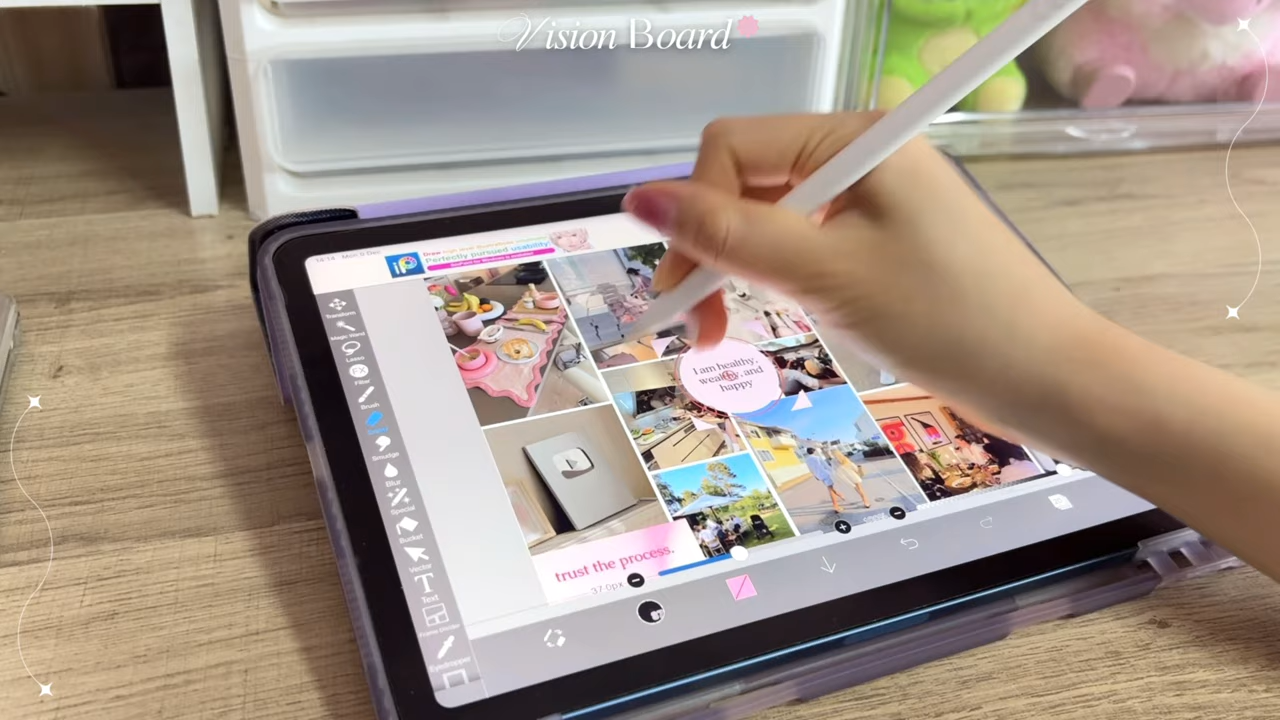 Vision Board
Perfectly pursued usability!
Transform
Magic Wand
Lasso
FX
Filter
Brush
Smudge
Blur
Special
Bucket
Vector
T
Text
Frame Divider
Eyedropper
I am healthy,
wealthy, and
happy
trust the process.